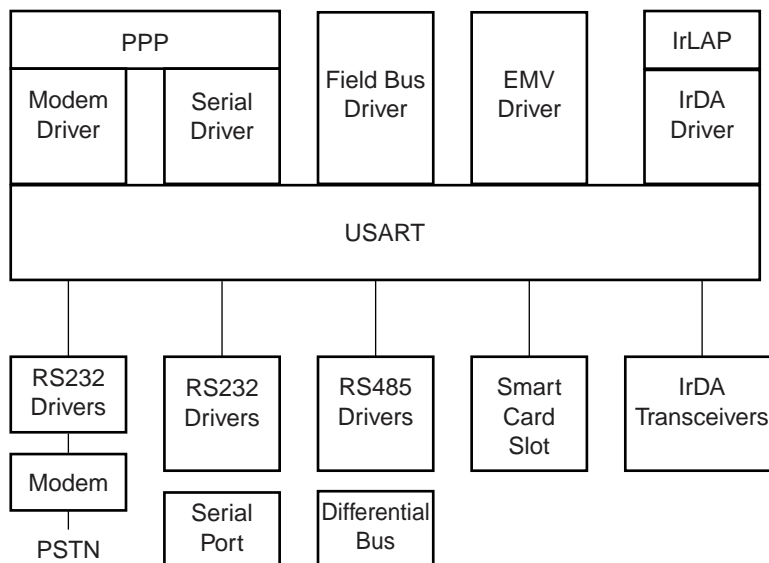 PPP
IrLAP
Modem
Driver
Serial
Driver
Field Bus
Driver
EMV
Driver
IrDA
Driver
USART
RS232
Drivers
RS232
Drivers
RS485
Drivers
Smart
Card
Slot
IrDA
Transceivers
Modem
Serial
Port
Differential
Bus
PSTN